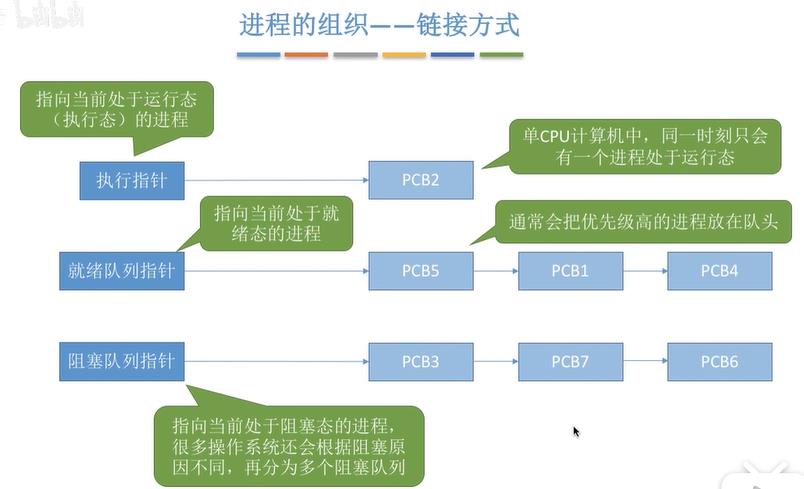 bilibili
进程的组织——链接方式
指向当前处于运行态
（执行态）的进程
单CPU计算机中，同一时刻只会
有一个进程处于运行态
执行指针
PCB2
指向当前处于就
绪态的进程
通常会把优先级高的进程放在队头
就绪队列指针
PCB5
PCB1
PCB4
阻塞队列指针
PCB3
PCB7
PCB6
指向当前处于阻塞态的进程，
很多操作系统还会根据阻塞原
因不同，再分为多个阻塞队列